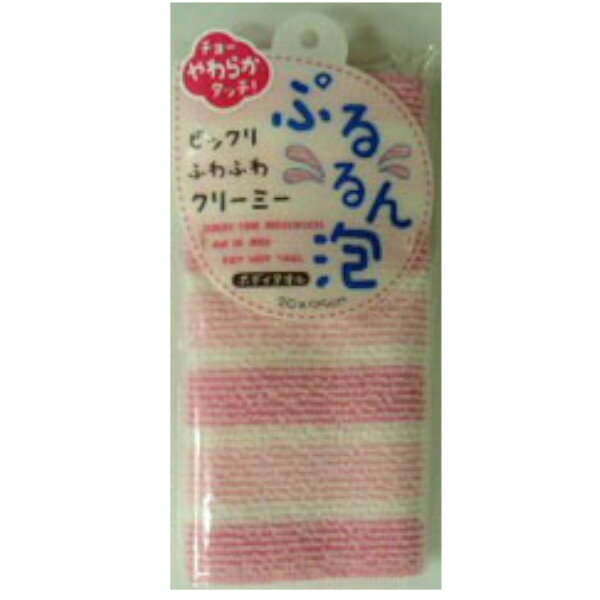 チョー
やわらか
タッチ!
ぷるるん泡
ビックリ
ふわふわ
クリーミー
ボディタオル